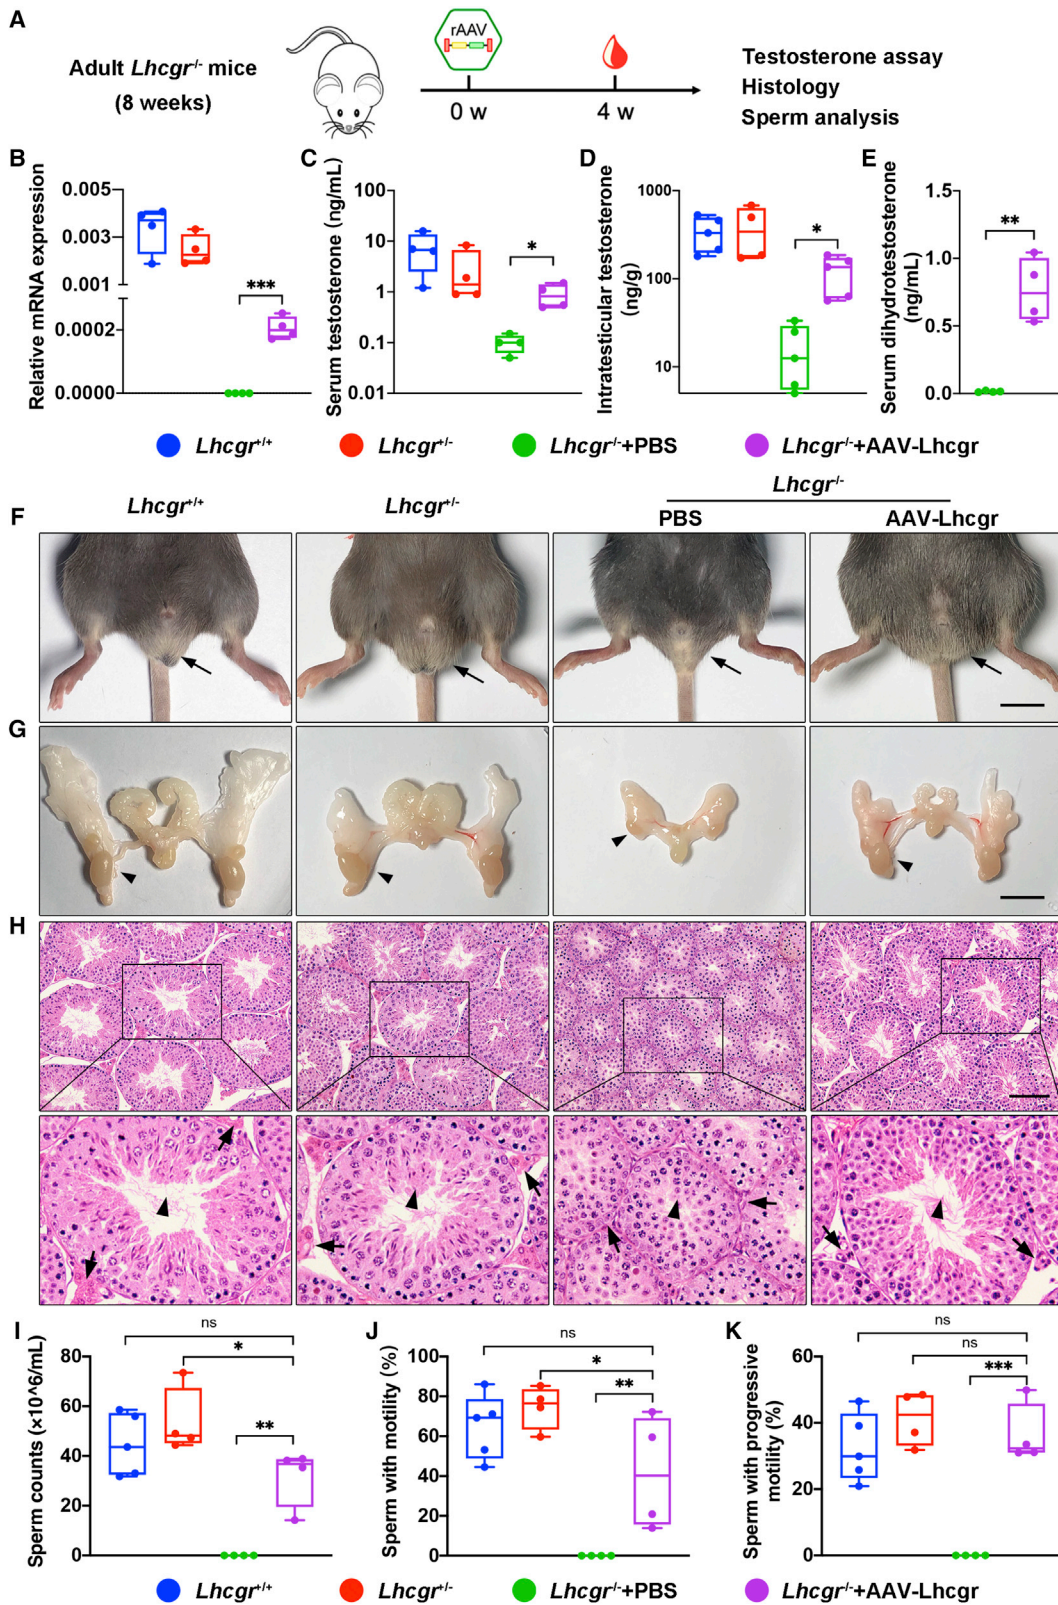 A
Adult Lhcgr-/- mice
(8 weeks)
rAAV
0 w
4 w
Testosterone assay
Histology
Sperm analysis
B
Relative mRNA expression
0.005
0.003
0.001
0.0002
0.0000
***
C
Serum testosterone (ng/mL)
100
10
1
0.1
0.01
*
D
Intratesticular testosterone
(ng/g)
1000
100
10
*
E
Serum dihydrotestosterone
(ng/mL)
1.5
1.0
0.5
0.0
**
Lhcgr+/+
Lhcgr+/-
Lhcgr-/-+PBS
Lhcgr-/-+AAV-Lhcgr
Lhcgr+/+
Lhcgr+/-
Lhcgr-/-
PBS
AAV-Lhcgr
F
G
H
I
Sperm counts (×10^6/mL)
80
60
40
20
0
ns
*
**
J
Sperm with motility (%)
100
80
60
40
20
0
ns
*
**
K
Sperm with progressive
motility (%)
60
40
20
0
ns
ns
***
Lhcgr+/+
Lhcgr+/-
Lhcgr-/-+PBS
Lhcgr-/-+AAV-Lhcgr